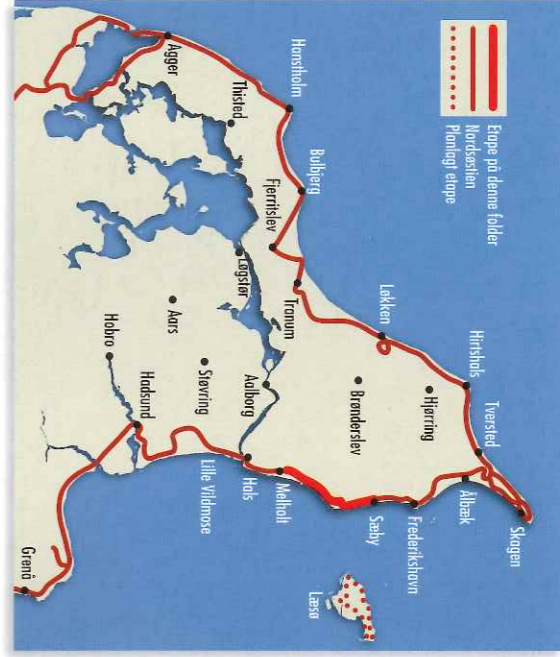 Etape på denne folder
Nordsøstien
Planlagt etape
Skagen
Tversted
Hirtshals
Ålbæk
Hjørring
Frederikshavn
Løkken
Brønderslev
Sæby
Læsø
Bulbjerg
Tranum
Fjerritslev
Melholt
Hanstholm
Aalborg
Hals
Thisted
Løgstør
Støvring
Lille Vildmose
Agger
Aars
Hadsund
Hobro
Grenå